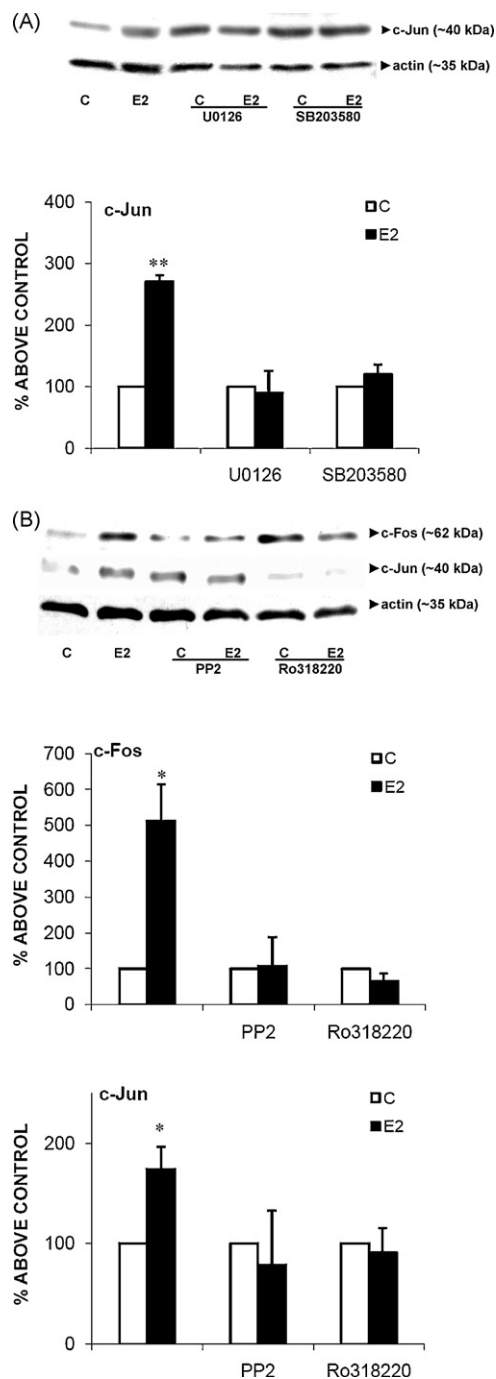 (A)
►c-Jun (~40 kDa)
►actin (~35 kDa)
C E2 C E2 C E2
U0126 SB203580
400
c-Jun
C
E2
300
**
200
100
0
% ABOVE CONTROL
U0126 SB203580
(B)
►c-Fos (~62 kDa)
►c-Jun (~40 kDa)
►actin (~35 kDa)
C E2 C E2 C E2
PP2 Ro318220
700
c-Fos
C
E2
600
*
500
400
300
200
100
0
% ABOVE CONTROL
PP2 Ro318220
c-Jun
C
E2
200
*
100
0
% ABOVE CONTROL
PP2 Ro318220